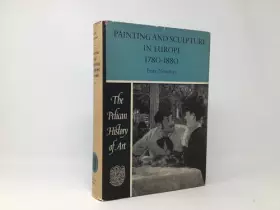 PAINTING AND SCULPTURE
IN EUROPE
1780-1880
Fritz Novotny
The
Pelican
History
of Art